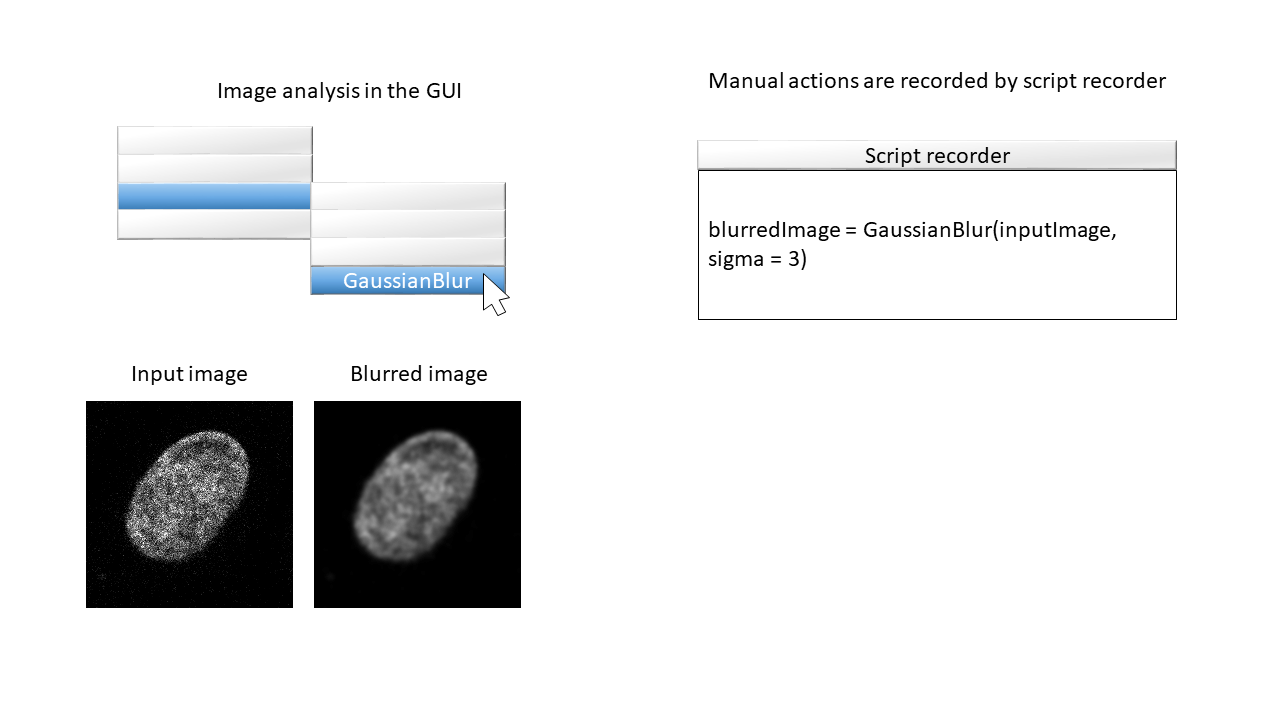 Image analysis in the GUI
GaussianBlur
Input image
Blurred image
Manual actions are recorded by script recorder
Script recorder
blurredImage = GaussianBlur(inputImage,
sigma = 3)